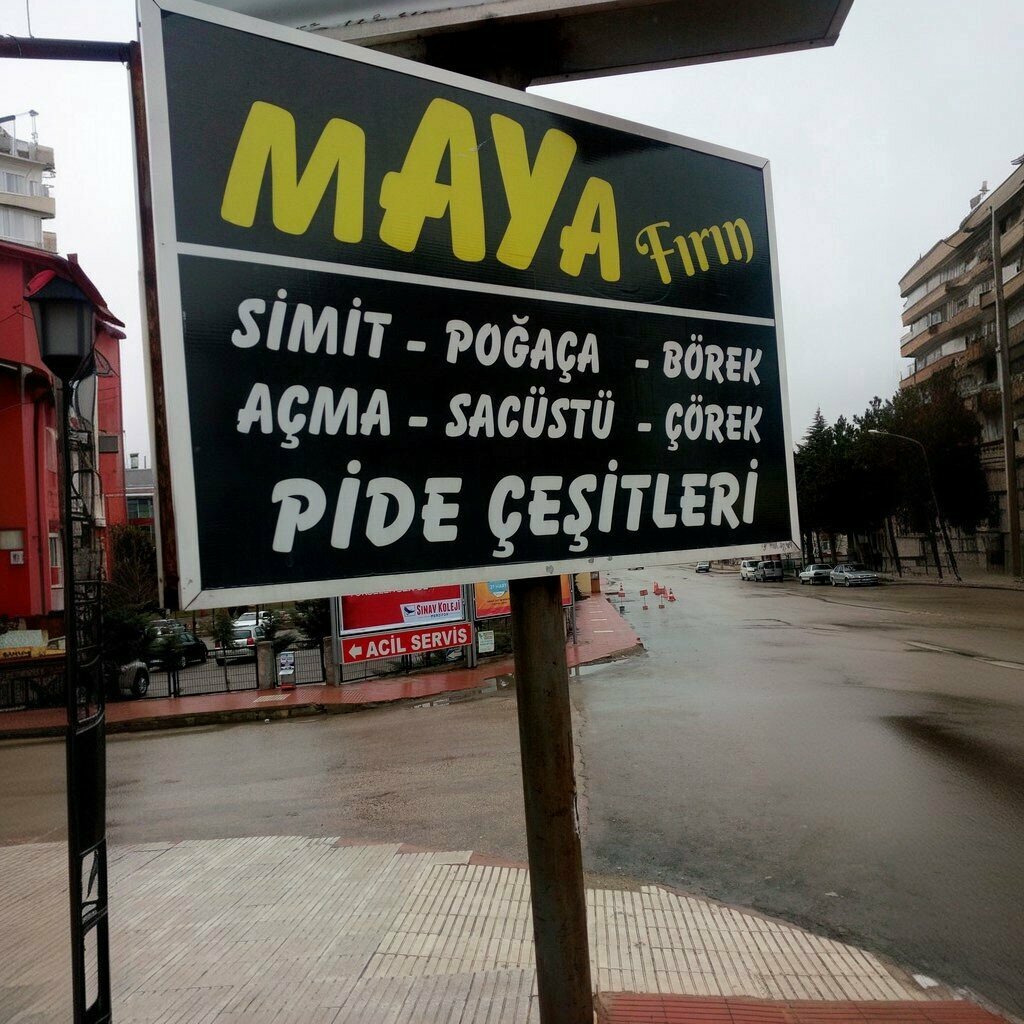 MAYA Fırın
SİMİT - POĞAÇA - BÖREK
AÇMA - SACÜSTÜ - ÇÖREK
PİDE ÇEŞİTLERİ
SINAV KOLEJİ
ACİL SERVİS